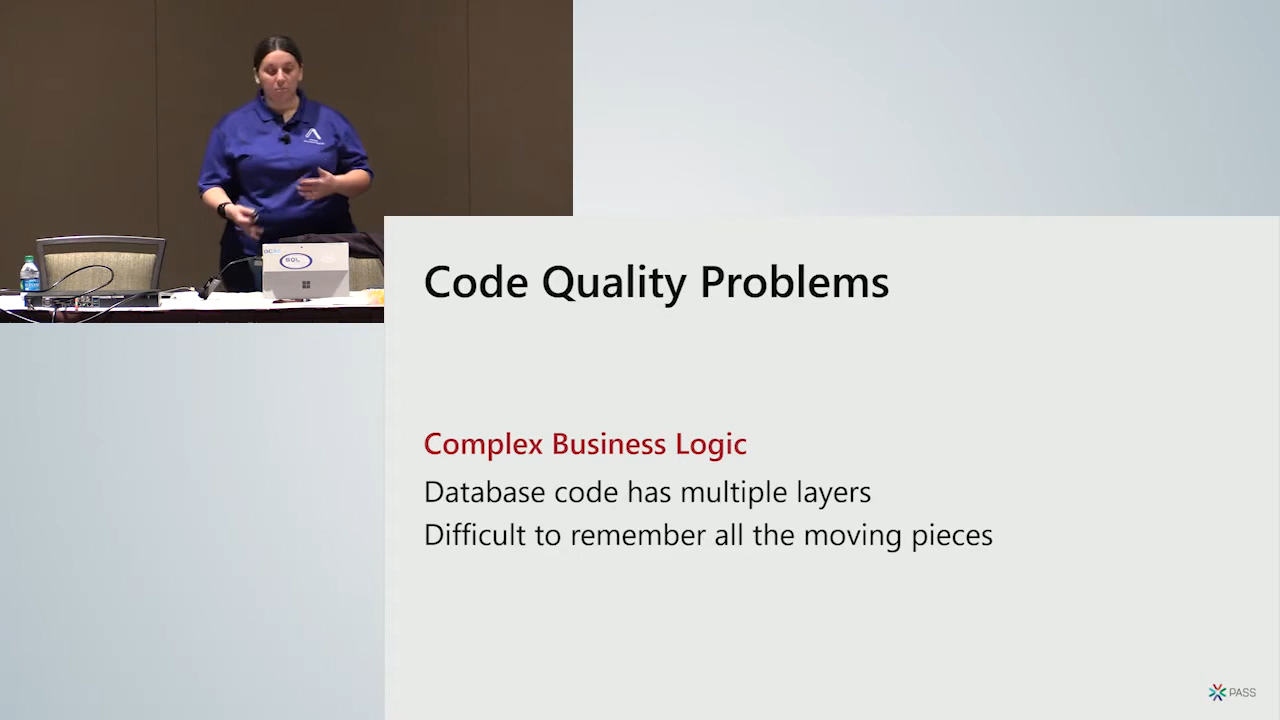 SQL
Code Quality Problems
Complex Business Logic
Database code has multiple layers
Difficult to remember all the moving pieces
PASS